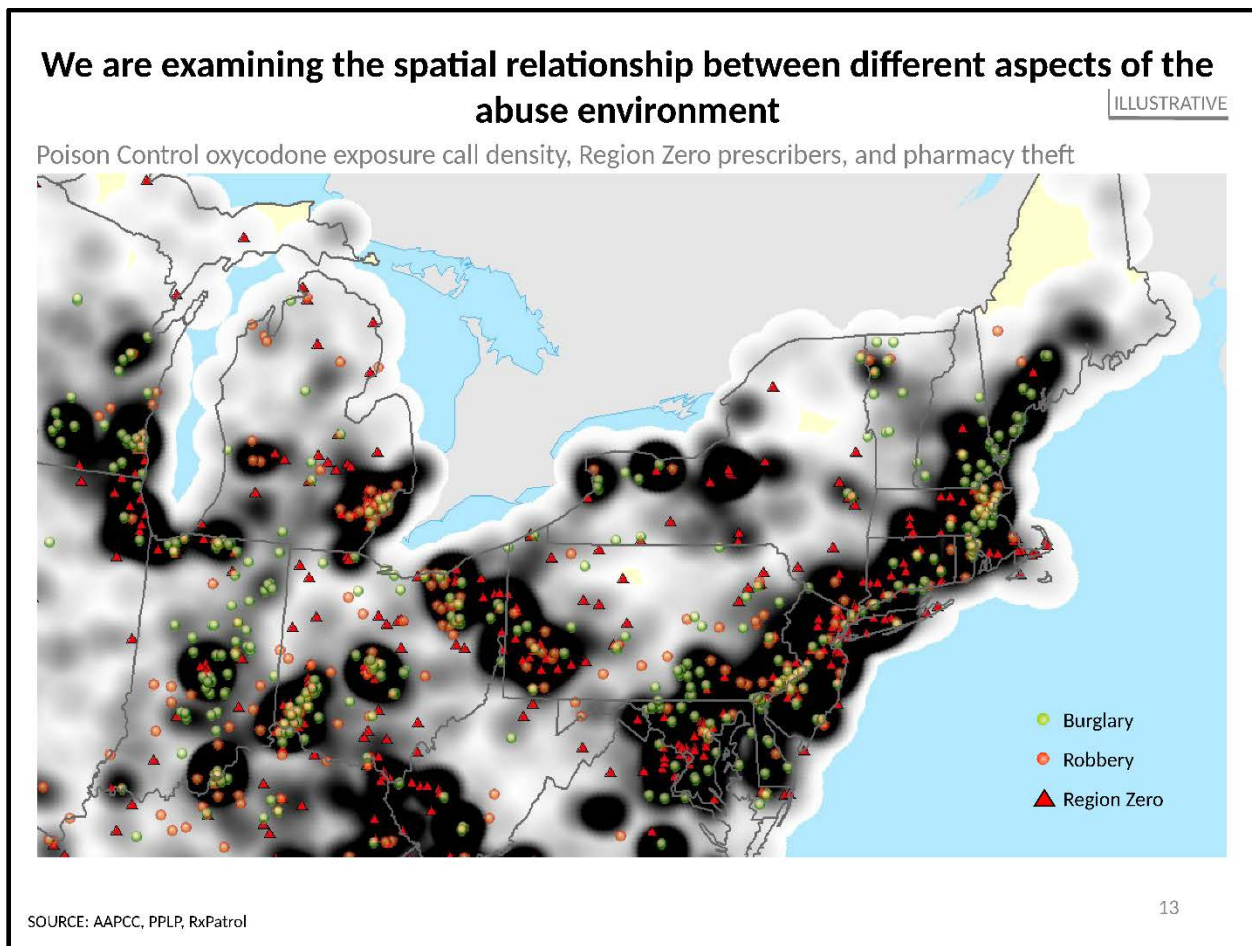 We are examining the spatial relationship between different aspects of the
abuse environment
ILLUSTRATIVE
Poison Control oxycodone exposure call density, Region Zero prescribers, and pharmacy theft
Burglary
Robbery
Region Zero
13
SOURCE: AAPCC, PPLP, RxPatrol